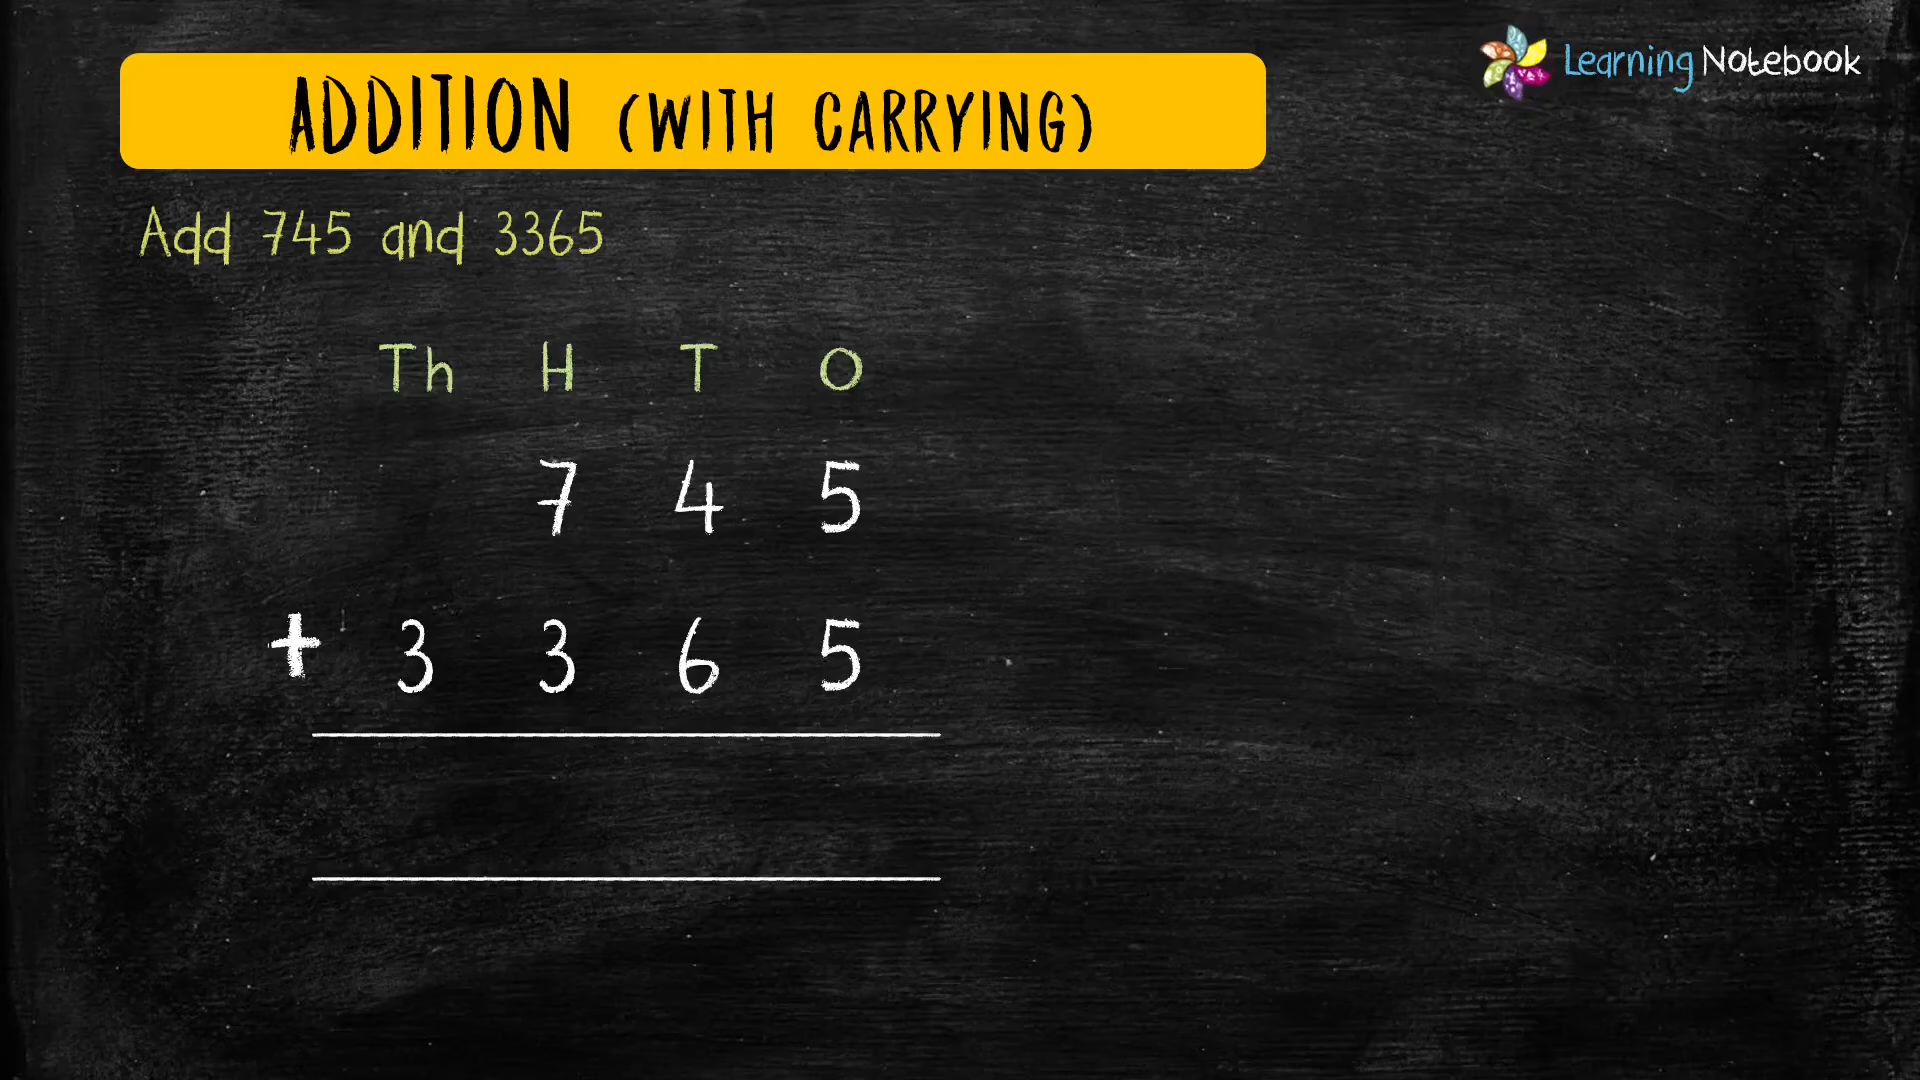 Learning Notebook
ADDITION (WITH CARRYING)
Add 745 and 3365
Th H T O
7 4 5
+ 3 3 6 5